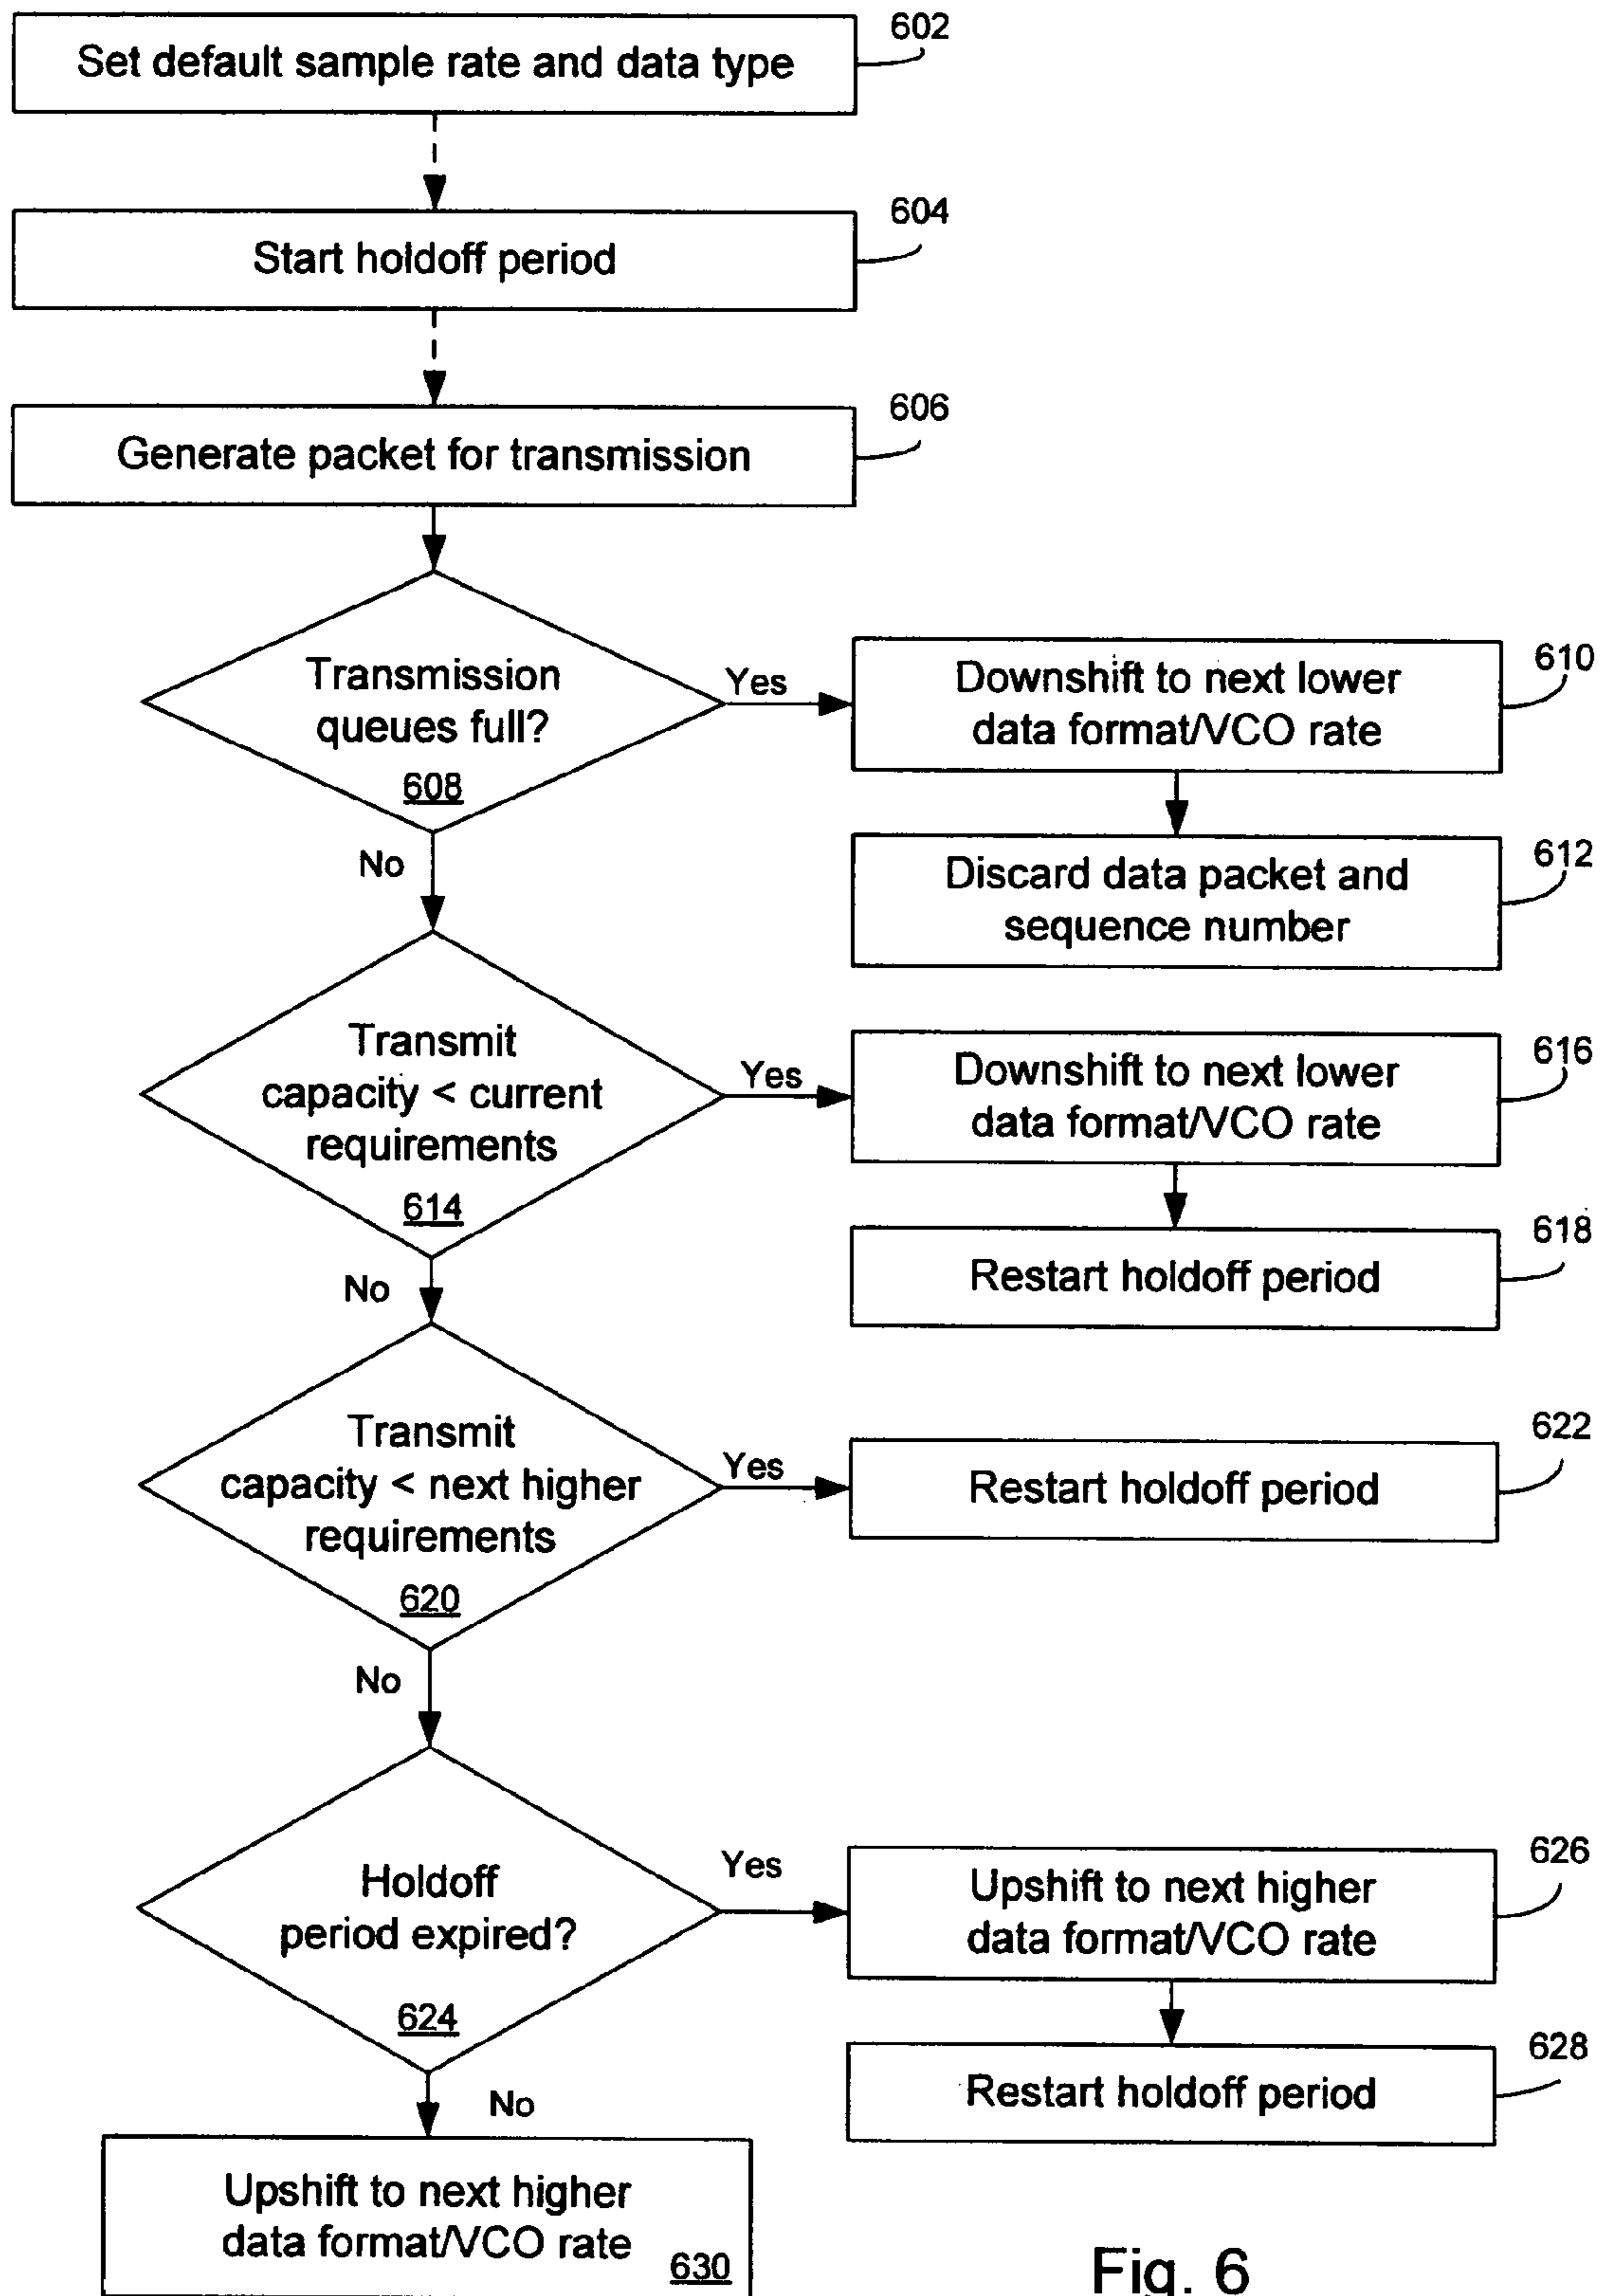 Set default sample rate and data type
602
Start holdoff period
604
Generate packet for transmission
606
Transmission
queues full?
608
Yes
Downshift to next lower
data format/VCO rate
610
No
Discard data packet and
sequence number
612
Transmit
capacity < current
requirements
614
Yes
Downshift to next lower
data format/VCO rate
616
No
Restart holdoff period
618
Transmit
capacity < next higher
requirements
620
Yes
Restart holdoff period
622
No
Holdoff
period expired?
624
Yes
Upshift to next higher
data format/VCO rate
626
No
Restart holdoff period
628
Upshift to next higher
data format/VCO rate
630
Fig. 6